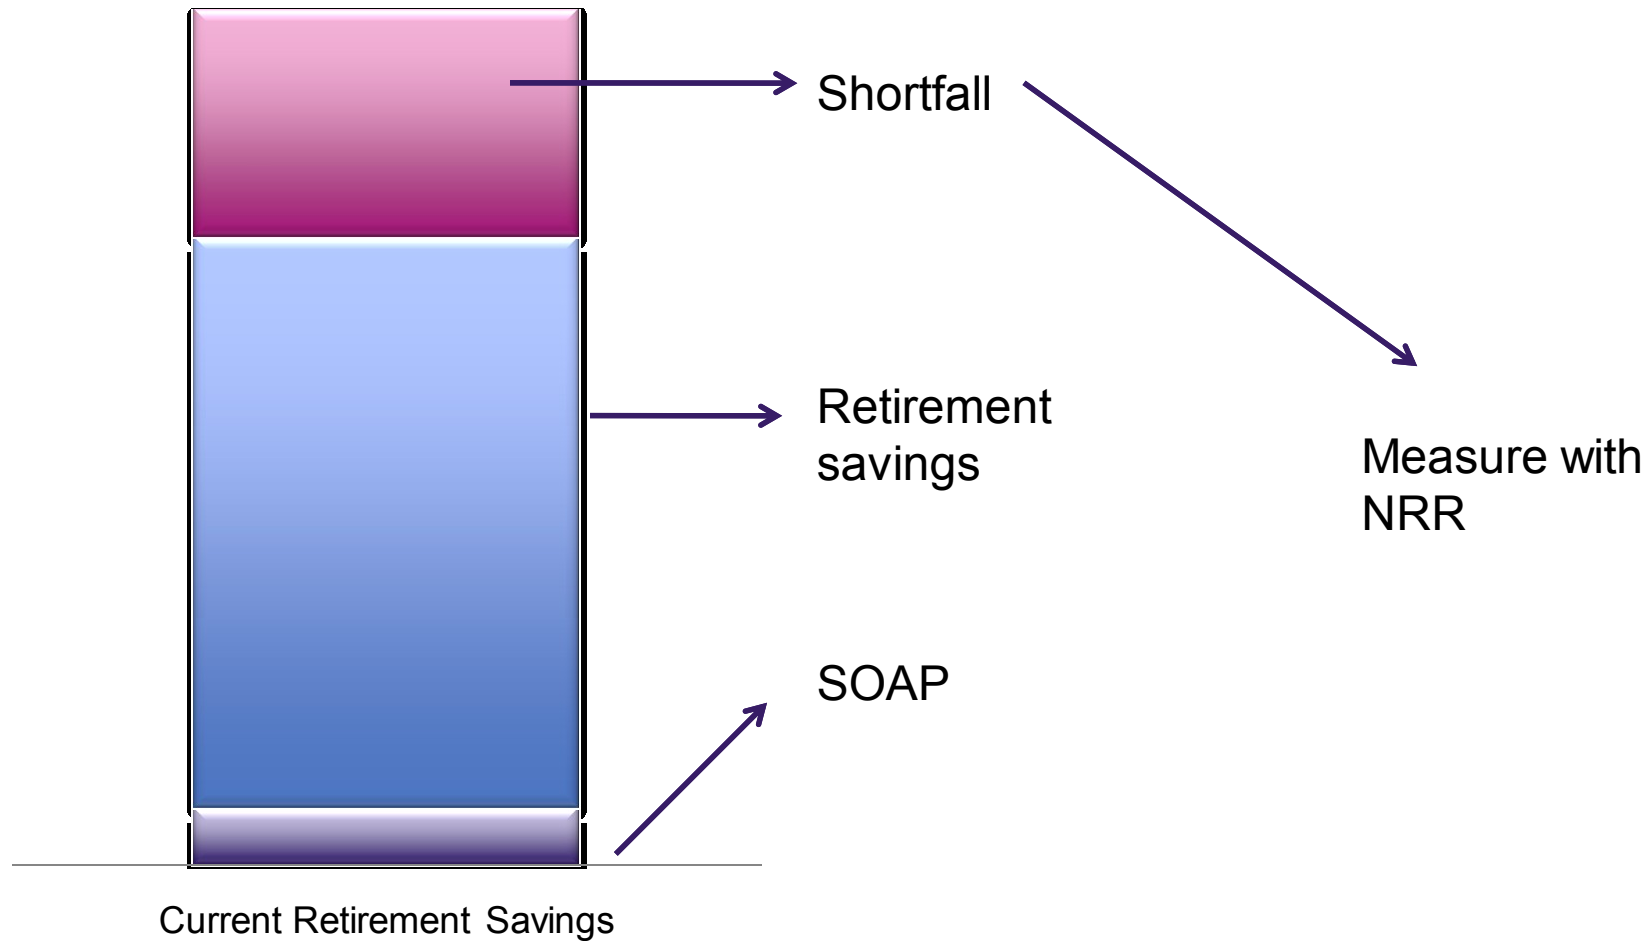 Shortfall
Retirement
savings
Measure with
NRR
SOAP
Current Retirement Savings